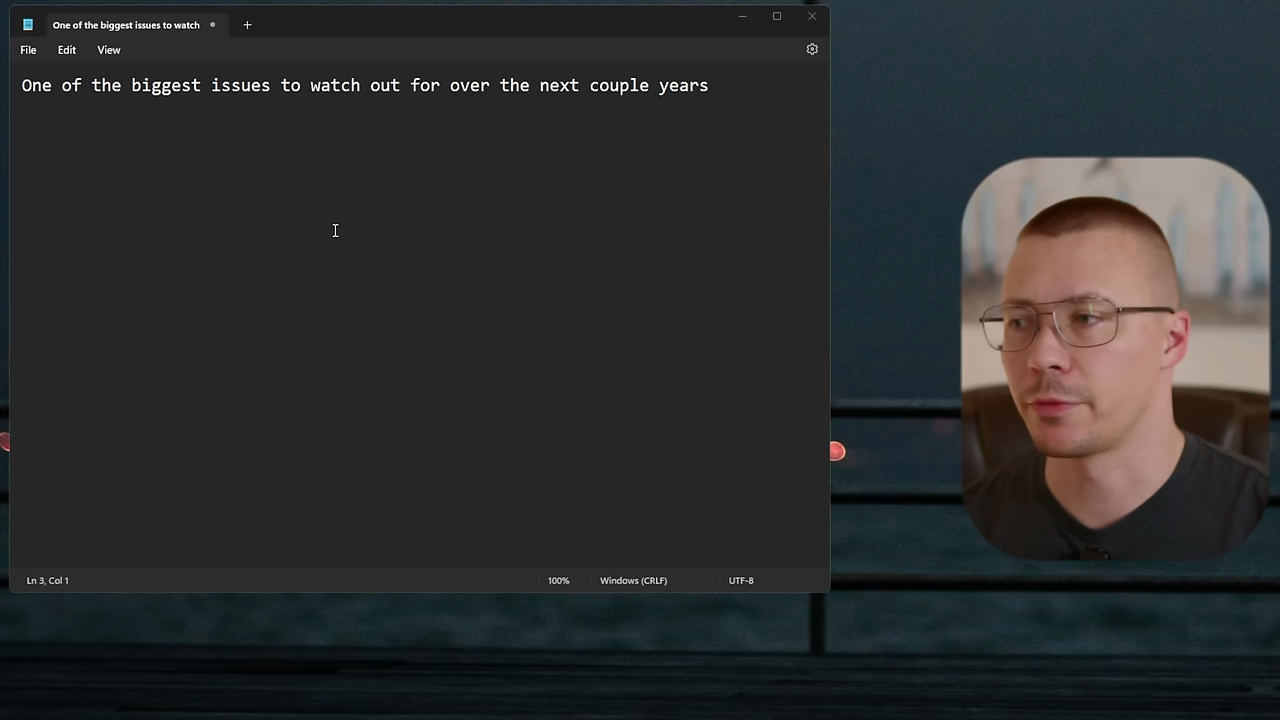 One of the biggest issues to watch
File Edit View
One of the biggest issues to watch out for over the next couple years
Ln 3, Col 1 100% Windows (CRLF) UTF-8